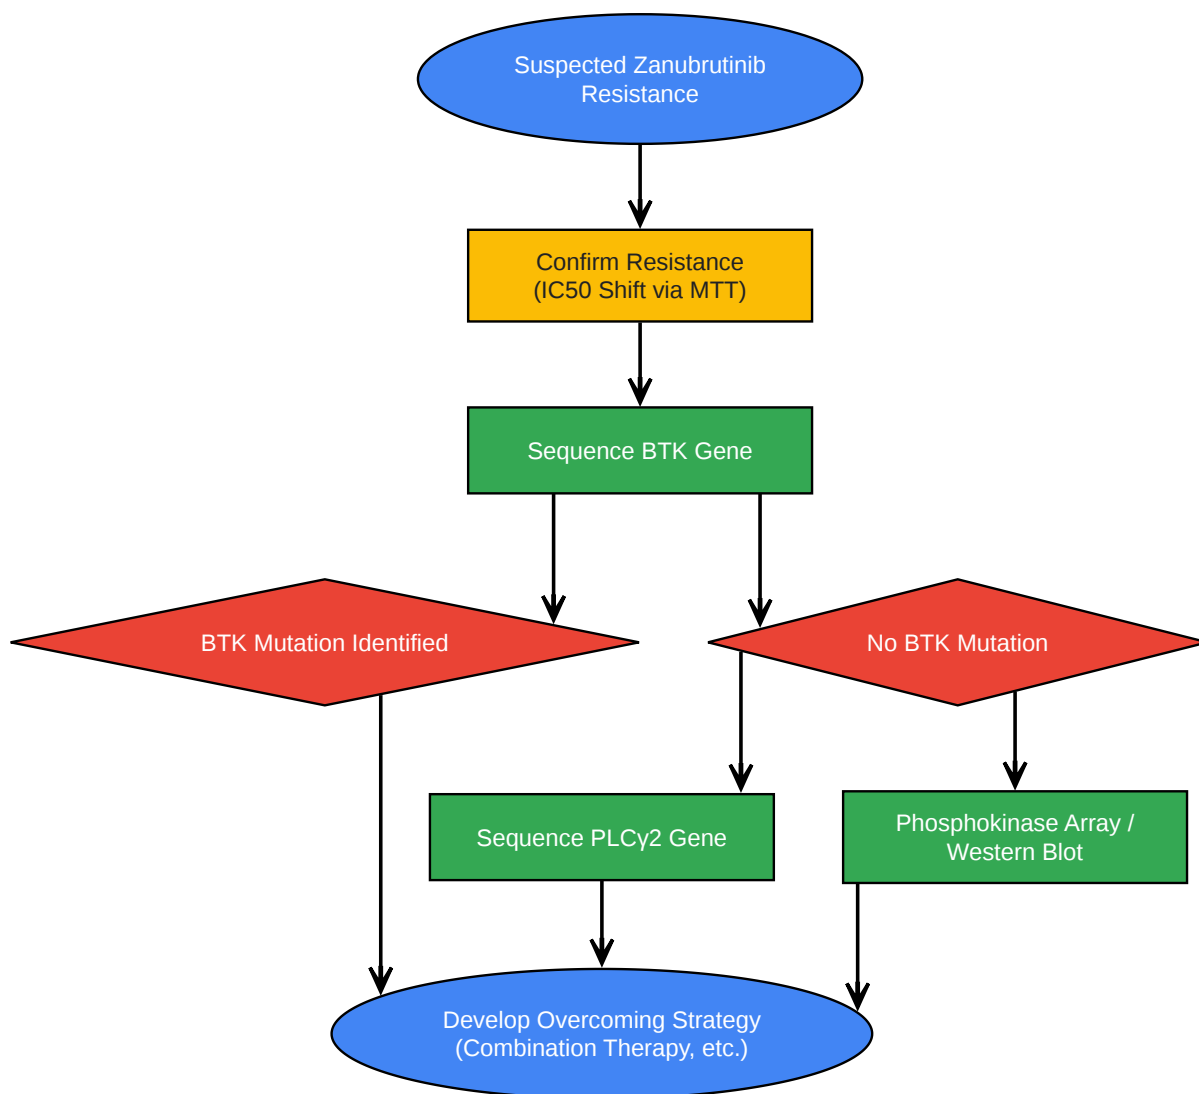 Suspected Zanubrutinib
Resistance
Confirm Resistance
(IC50 Shift via MTT)
Sequence BTK Gene
BTK Mutation Identified
No BTK Mutation
Sequence PLCγ2 Gene
Phosphokinase Array /
Western Blot
Develop Overcoming Strategy
(Combination Therapy, etc.)